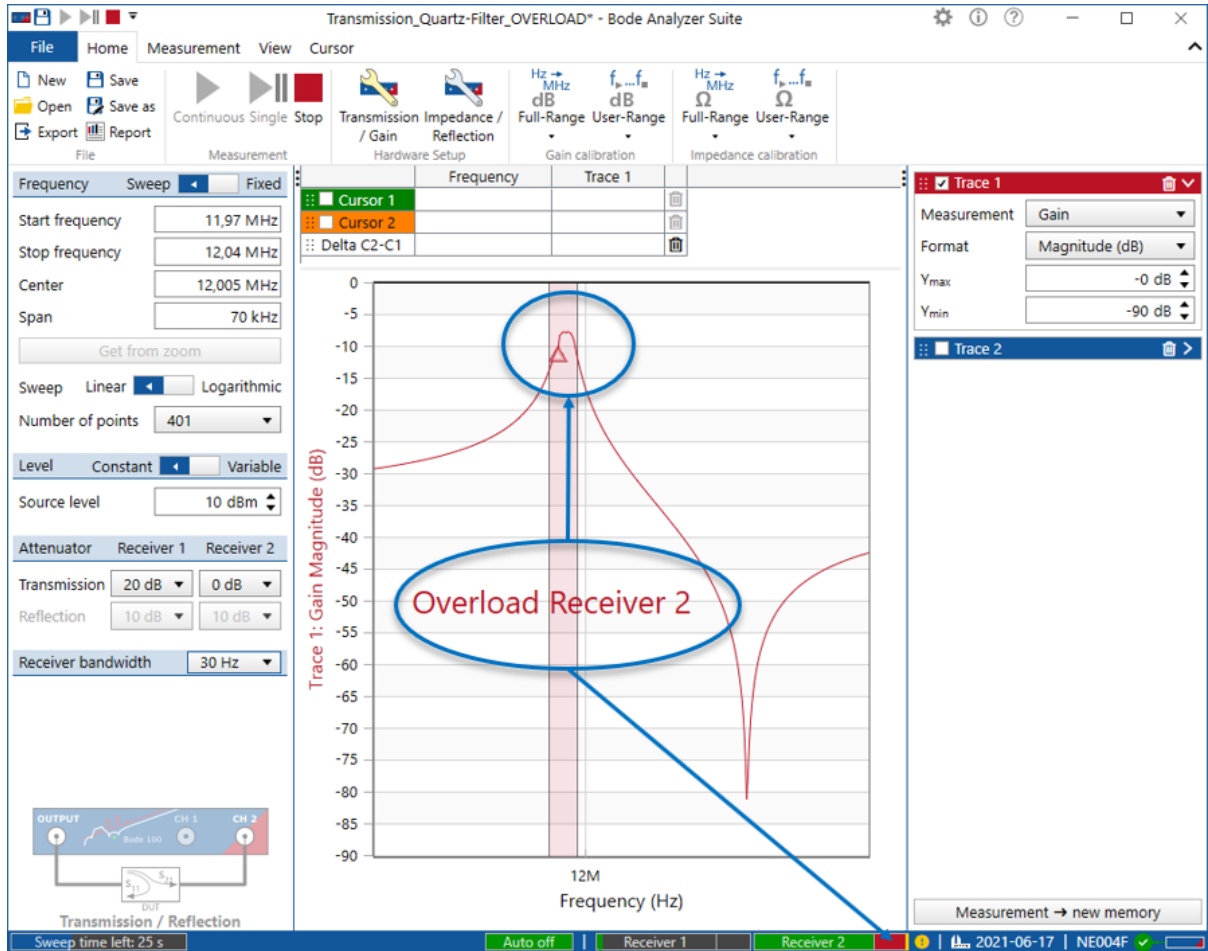 Transmission_Quartz-Filter_OVERLOAD* - Bode Analyzer Suite
File Home Measurement View Cursor
New Save
Open Save as
Export Report
File
Continuous Single Stop
Measurement
Transmission / Gain
Impedance / Reflection
Hardware Setup
Hz → MHz
dB
Full-Range
f...f
dB
User-Range
Gain calibration
Hz → MHz
Ω
Full-Range
f...f
Ω
User-Range
Impedance calibration
Frequency Sweep Fixed
Start frequency 11,97 MHz
Stop frequency 12,04 MHz
Center 12,005 MHz
Span 70 kHz
Get from zoom
Sweep Linear Logarithmic
Number of points 401
Level Constant Variable
Source level 10 dBm
Attenuator Receiver 1 Receiver 2
Transmission 20 dB 0 dB
Reflection 10 dB 10 dB
Receiver bandwidth 30 Hz
OUTPUT CH 1 CH 2
Bode 100
S11 S21
DUT
Transmission / Reflection
Frequency Trace 1
Cursor 1
Cursor 2
Delta C2-C1
Trace 1: Gain Magnitude (dB)
0
-5
-10
-15
-20
-25
-30
-35
-40
-45
-50
-55
-60
-65
-70
-75
-80
-85
-90
Overload Receiver 2
12M
Frequency (Hz)
Trace 1
Measurement Gain
Format Magnitude (dB)
Ymax -0 dB
Ymin -90 dB
Trace 2
Measurement → new memory
Sweep time left: 25 s Auto off Receiver 1 Receiver 2 2021-06-17 | NE004F